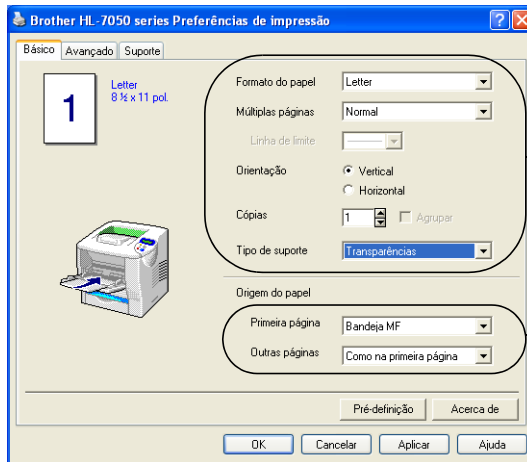 Brother HL-7050 series Preferências de impressão
Básico Avançado Suporte
1
Letter
8 ½ x 11 pol.
Formato do papel Letter
Múltiplas páginas Normal
Linha de limite
Orientação Vertical
Horizontal
Cópias 1 Agrupar
Tipo de suporte Transparências
Origem do papel
Primeira página Bandeja MF
Outras páginas Como na primeira página
Pré-definição Acerca de
OK Cancelar Aplicar Ajuda